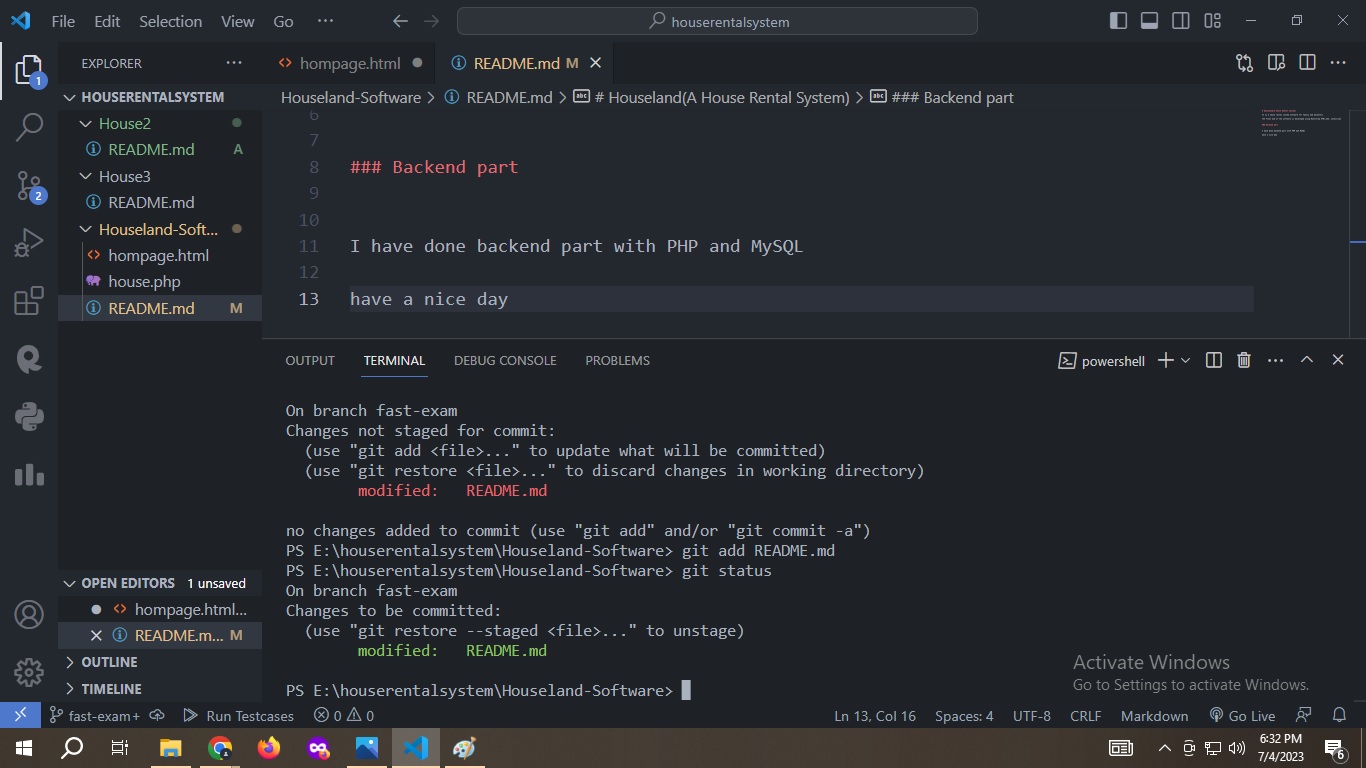 File Edit Selection View Go ··· houserentalsystem
EXPLORER ···
hompage.html
README.md M
HOUSERENTALSYSTEM
Houseland-Software > README.md > # Houseland(A House Rental System) > ### Backend part
House2
README.md A
House3
README.md
Houseland-Soft...
hompage.html
house.php
README.md M
6
7
8 ### Backend part
9
10
11 I have done backend part with PHP and MySQL
12
13 have a nice day
OUTPUT TERMINAL DEBUG CONSOLE PROBLEMS powershell
On branch fast-exam
Changes not staged for commit:
(use "git add <file>..." to update what will be committed)
(use "git restore <file>..." to discard changes in working directory)
modified: README.md
no changes added to commit (use "git add" and/or "git commit -a")
PS E:\houserentalsystem\Houseland-Software> git add README.md
PS E:\houserentalsystem\Houseland-Software> git status
On branch fast-exam
Changes to be committed:
(use "git restore --staged <file>..." to unstage)
modified: README.md
PS E:\houserentalsystem\Houseland-Software>
OPEN EDITORS 1 unsaved
hompage.html...
README.m... M
OUTLINE
TIMELINE
1
2
Activate Windows
Go to Settings to activate Windows.
fast-exam+ Run Testcases 0 0 Ln 13, Col 16 Spaces: 4 UTF-8 CRLF Markdown Go Live
6:32 PM
7/4/2023
6